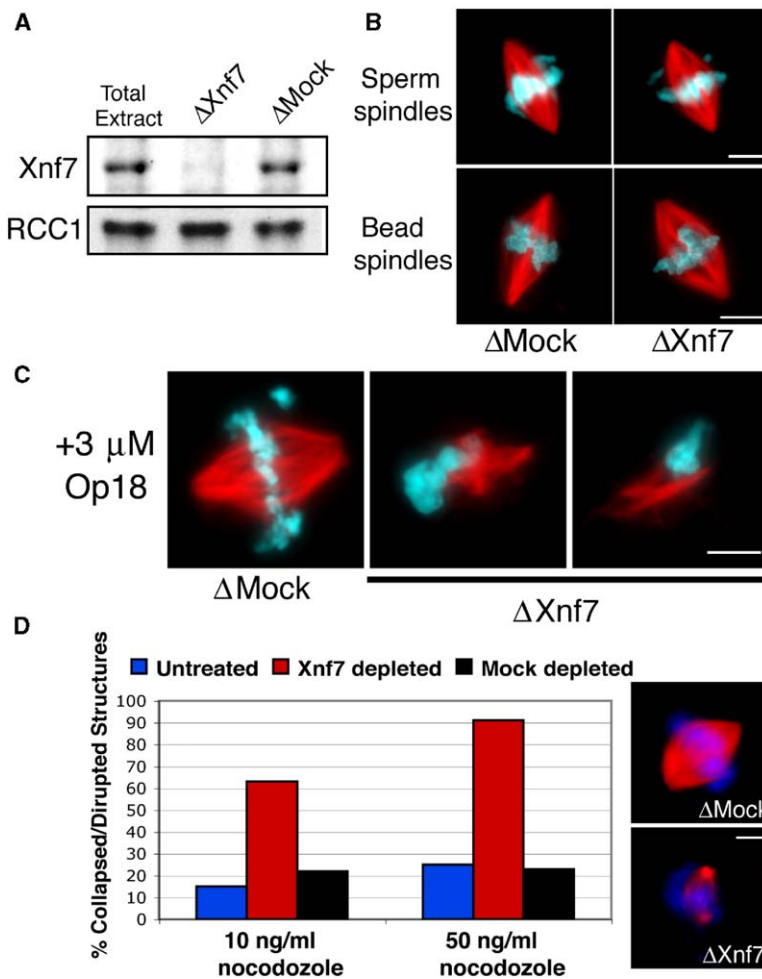 A
Total
Extract
ΔXnf7
ΔMock
Xnf7
RCC1
B
Sperm
spindles
Bead
spindles
ΔMock
ΔXnf7
C
+3 μM
Op18
ΔMock
ΔXnf7
D
Untreated
Xnf7 depleted
Mock depleted
% Collapsed/Dirupted Structures
100
90
80
70
60
50
40
30
20
10
0
10 ng/ml
nocodozole
50 ng/ml
nocodozole
ΔMock
ΔXnf7